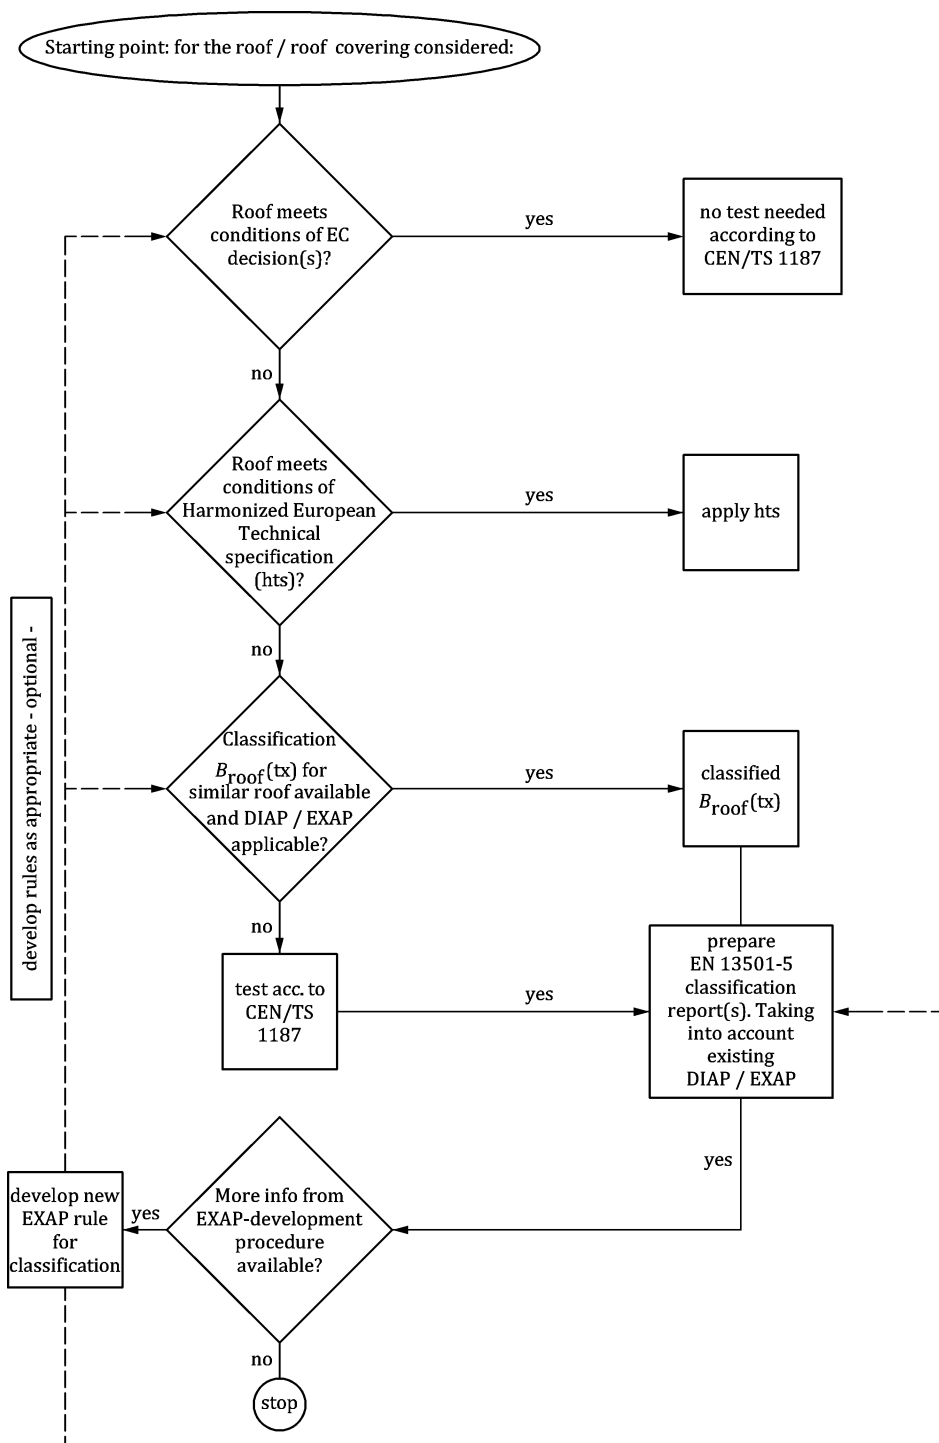 Starting point: for the roof / roof covering considered:
Roof meets
conditions of EC
decision(s)?
yes
no test needed
according to
CEN/TS 1187
no
Roof meets
conditions of
Harmonized European
Technical
specification
(hts)?
yes
apply hts
no
develop rules as appropriate - optional -
Classification
Broof(tx) for
similar roof available
and DIAP / EXAP
applicable?
yes
classified
Broof(tx)
no
test acc. to
CEN/TS
1187
yes
prepare
EN 13501-5
classification
report(s). Taking
into account
existing
DIAP / EXAP
yes
More info from
EXAP-development
procedure
available?
yes
develop new
EXAP rule
for
classification
no
stop